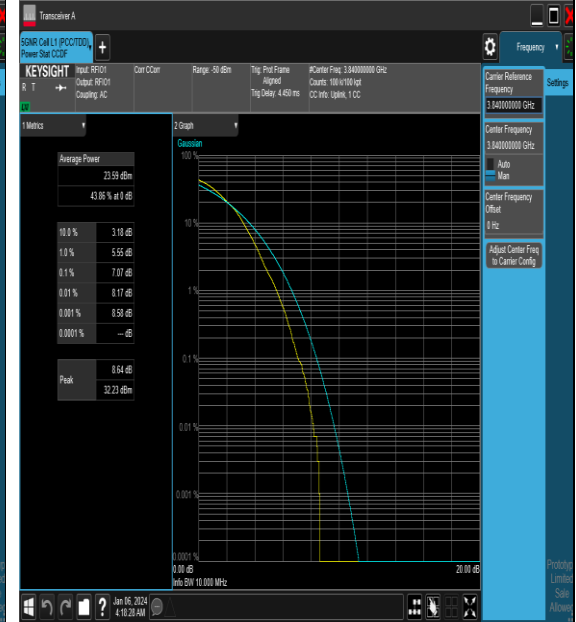 Transceiver A
5GNR Cell L1 (PCC/TDD),
Power Stat CCDF
Frequency
KEYSIGHT
R T
Input: RFIO1
Output: RFIO1
Coupling: AC
Corr CCorr
Range: -50 dBm
Trig: Prot Frame
Aligned
Trig Delay: 4.450 ms
#Center Freq: 3.840000000 GHz
Counts: 100 k/100 kpt
CC Info: Uplink, 1 CC
Carrier Reference
Frequency
3.840000000 GHz
Settings
Center Frequency
3.840000000 GHz
Auto
Man
Center Frequency
Offset
0 Hz
Adjust Center Freq
to Carrier Config
1 Metrics
Average Power
23.59 dBm
43.86 % at 0 dB
10.0 % 3.18 dB
1.0 % 5.55 dB
0.1 % 7.07 dB
0.01 % 8.17 dB
0.001 % 8.58 dB
0.0001 % --- dB
Peak
8.64 dB
32.23 dBm
2 Graph
Gaussian
100 %
10 %
1 %
0.1 %
0.01 %
0.001 %
0.0001 %
0.00 dB
20.00 dB
Info BW 10.000 MHz
Jan 06, 2024
4:18:28 AM
?
Prototyp
Limited
Sale
Allowed